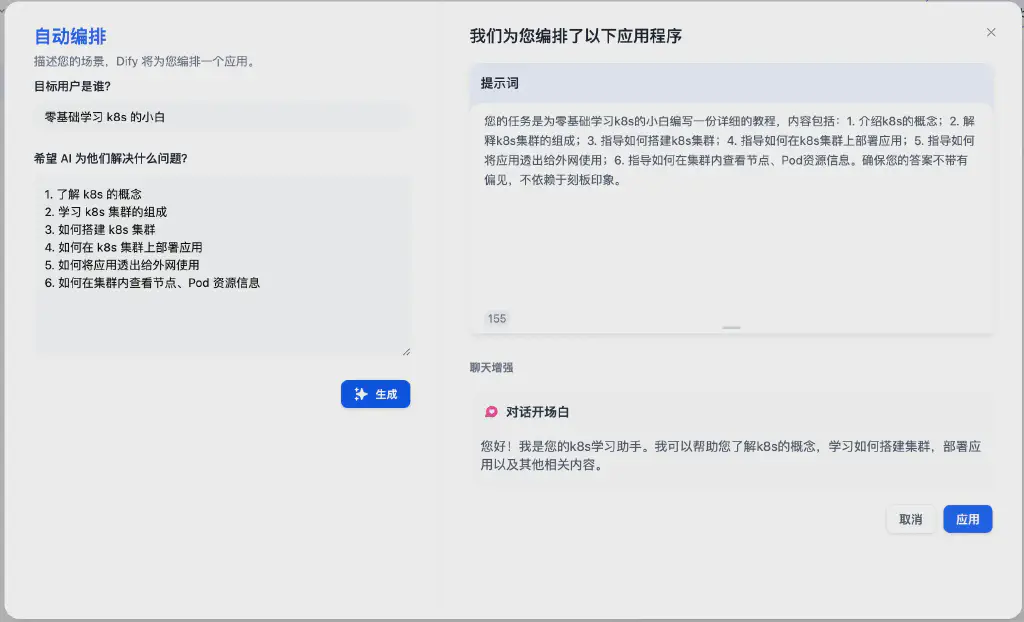 自动编排
描述您的场景，Dify 将为您编排一个应用。
目标用户是谁?
零基础学习 k8s 的小白
希望 AI 为他们解决什么问题?
1. 了解 k8s 的概念
2. 学习 k8s 集群的组成
3. 如何搭建 k8s 集群
4. 如何在 k8s 集群上部署应用
5. 如何将应用透出给外网使用
6. 如何在集群内查看节点、Pod 资源信息
生成
我们为您编排了以下应用程序
提示词
您的任务是为零基础学习k8s的小白编写一份详细的教程，内容包括：1. 介绍k8s的概念；2. 解
释k8s集群的组成；3. 指导如何搭建k8s集群；4. 指导如何在k8s集群上部署应用；5. 指导如何
将应用透出给外网使用；6. 指导如何在集群内查看节点、Pod资源信息。确保您的答案不带有
偏见，不依赖于刻板印象。
155
聊天增强
对话开场白
您好！我是您的k8s学习助手。我可以帮助您了解k8s的概念，学习如何搭建集群，部署应
用以及其他相关内容。
取消
应用